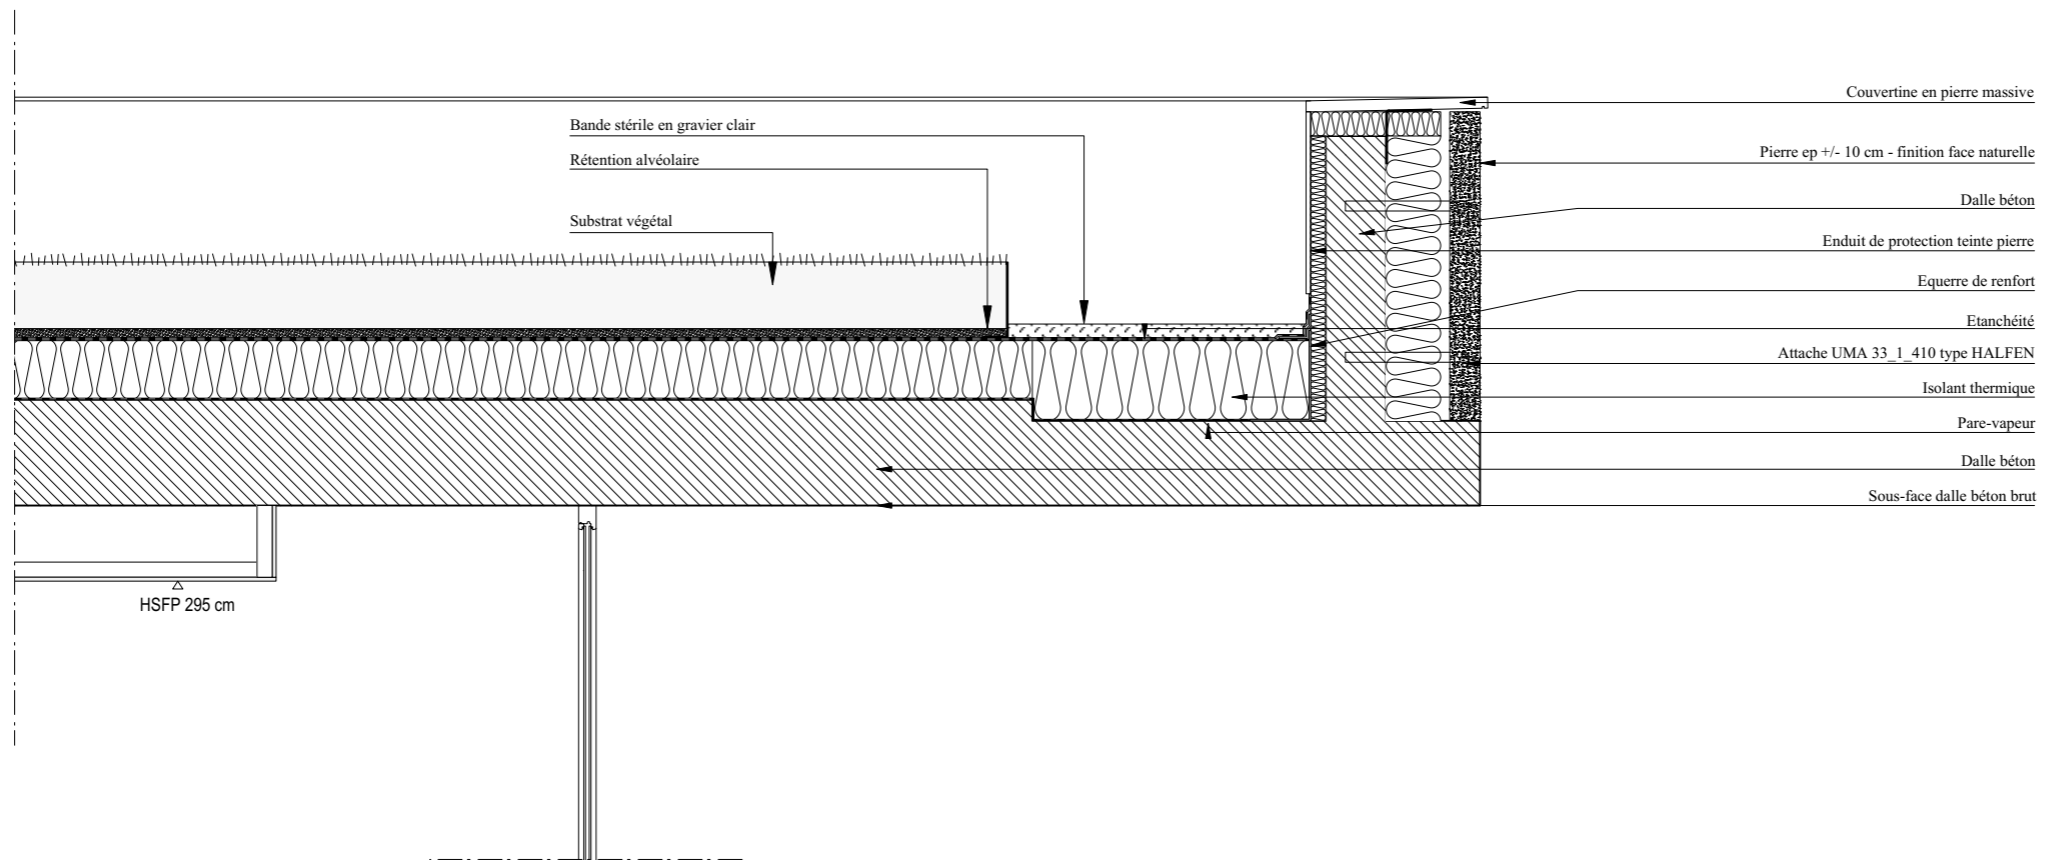 Bande stérile en gravier clair
Rétention alvéolaire
Substrat végétal
Couvertine en pierre massive
Pierre ep +/- 10 cm - finition face naturelle
Dalle béton
Enduit de protection teinte pierre
Equerre de renfort
Etanchéité
Attache UMA 33_1_410 type HALFEN
Isolant thermique
Pare-vapeur
Dalle béton
Sous-face dalle béton brut
HSFP 295 cm